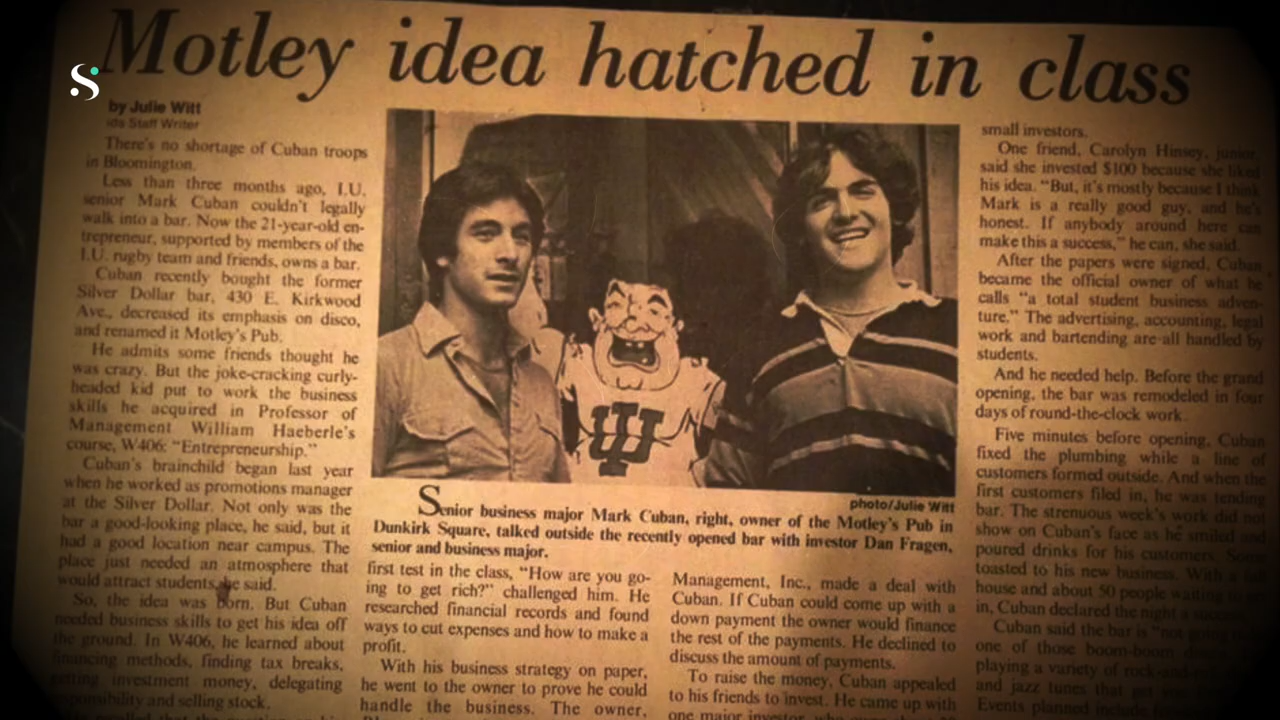 Motley idea hatched in class
S
by Julie Witt
ids Staff Writer
There's no shortage of Cuban troops
in Bloomington.
Less than three months ago, I.U.
senior Mark Cuban couldn't legally
walk into a bar. Now the 21-year-old en-
trepreneur, supported by members of the
I.U. rugby team and friends, owns a bar.
Cuban recently bought the former
Silver Dollar bar, 430 E. Kirkwood
Ave., decreased its emphasis on disco,
and renamed it Motley's Pub.
He admits some friends thought he
was crazy. But the joke-cracking curly-
headed kid put to work the business
skills he acquired in Professor of
Management William Haeberle's
course, W406: "Entrepreneurship."
Cuban's brainchild began last year
when he worked as promotions manager
at the Silver Dollar. Not only was the
bar a good-looking place, he said, but it
had a good location near campus. The
place just needed an atmosphere that
would attract students, he said.
So, the idea was born. But Cuban
needed business skills to get his idea off
the ground. In W406, he learned about
financing methods, finding tax breaks,
getting investment money, delegating
responsibility and selling stock.
IU
photo/Julie Witt
Senior business major Mark Cuban, right, owner of the Motley's Pub in
Dunkirk Square, talked outside the recently opened bar with investor Dan Fragen,
senior and business major.
first test in the class, "How are you go-
ing to get rich?" challenged him. He
researched financial records and found
ways to cut expenses and how to make a
profit.
With his business strategy on paper,
he went to the owner to prove he could
handle the business. The owner,
Management, Inc., made a deal with
Cuban. If Cuban could come up with a
down payment the owner would finance
the rest of the payments. He declined to
discuss the amount of payments.
To raise the money, Cuban appealed
to his friends to invest. He came up with
one major investor, who
small investors.
One friend, Carolyn Hinsey, junior,
said she invested $100 because she liked
his idea. "But, it's mostly because I think
Mark is a really good guy, and he's
honest. If anybody around here can
make this a success," he can, she said.
After the papers were signed, Cuban
became the official owner of what he
calls "a total student business adven-
ture." The advertising, accounting, legal
work and bartending are all handled by
students.
And he needed help. Before the grand
opening, the bar was remodeled in four
days of round-the-clock work.
Five minutes before opening, Cuban
fixed the plumbing while a line of
customers formed outside. And when the
first customers filed in, he was tending
bar. The strenuous week's work did not
show on Cuban's face as he smiled and
poured drinks for his customers. Some
toasted to his new business. With a
house and about 50 people waiting to get
in, Cuban declared the night a success.
Cuban said the bar is "not going
one of those boom-boom
playing a variety of rock-and-
and jazz tunes that
Events planned include